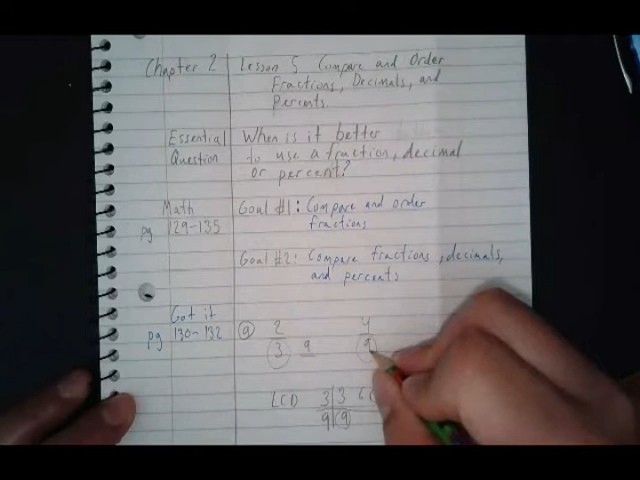 Chapter 2
Lesson 5 Compare and Order
Fractions, Decimals, and
Percents.
Essential
Question
When is it better
to use a fraction, decimal
or percent?
Math
pg 129-135
Goal #1: Compare and order
fractions
Goal #2: Compare fractions, decimals,
and percents
Got it
pg 130-132
a 2 4
3 9 9
LCD 3 3 6
9 9